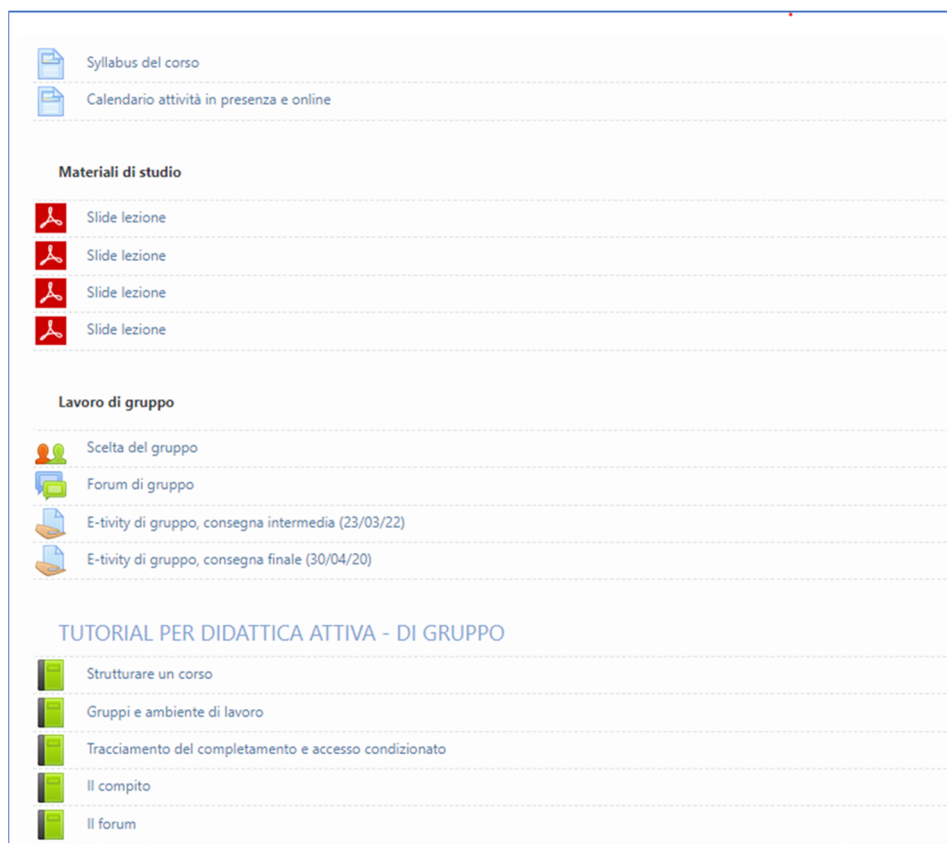 Syllabus del corso
Calendario attività in presenza e online
Materiali di studio
Slide lezione
Slide lezione
Slide lezione
Slide lezione
Lavoro di gruppo
Scelta del gruppo
Forum di gruppo
E-tivity di gruppo, consegna intermedia (23/03/22)
E-tivity di gruppo, consegna finale (30/04/20)
TUTORIAL PER DIDATTICA ATTIVA - DI GRUPPO
Strutturare un corso
Gruppi e ambiente di lavoro
Tracciamento del completamento e accesso condizionato
Il compito
Il forum